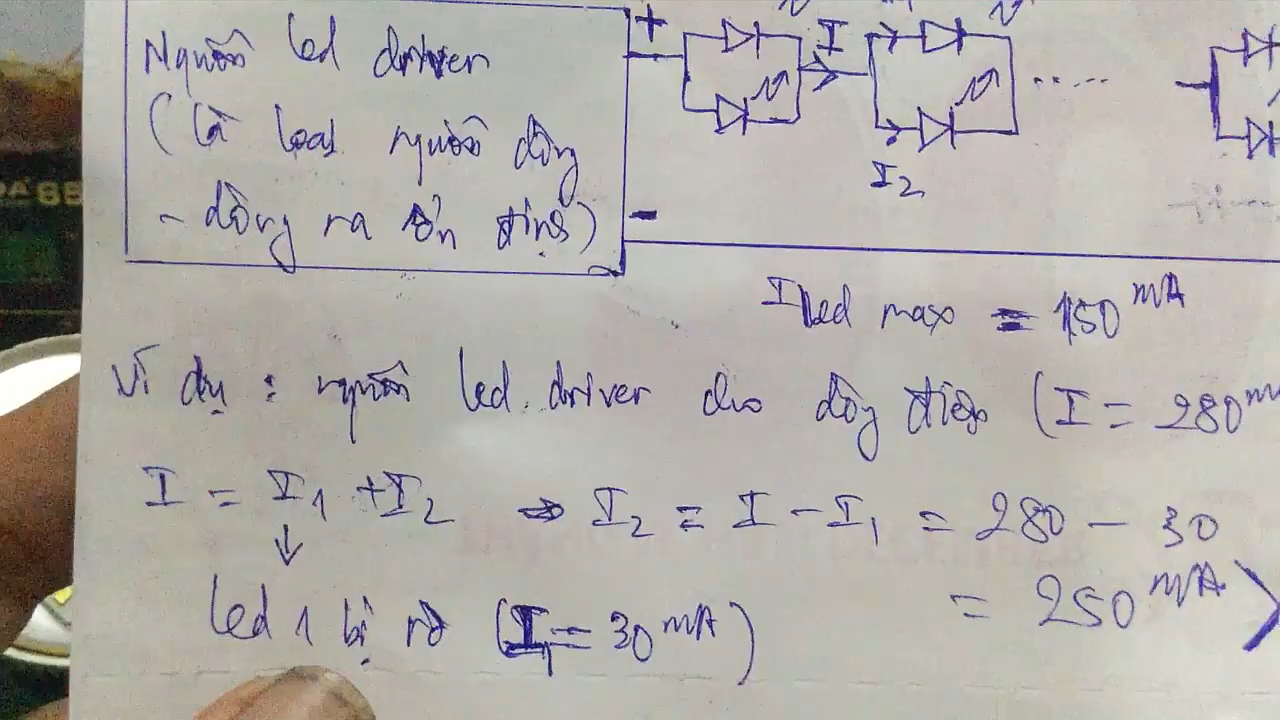 Nguồn led driver
(là loại nguồn dòng
- dòng ra ổn định)
+
-
I
I2
I led max = 150 mA
Ví dụ : nguồn led driver cho dòng điện (I = 280 m
I = I1 + I2 => I2 = I - I1 = 280 - 30
= 250 mA >
led 1 bị rò (I1 = 30 mA)